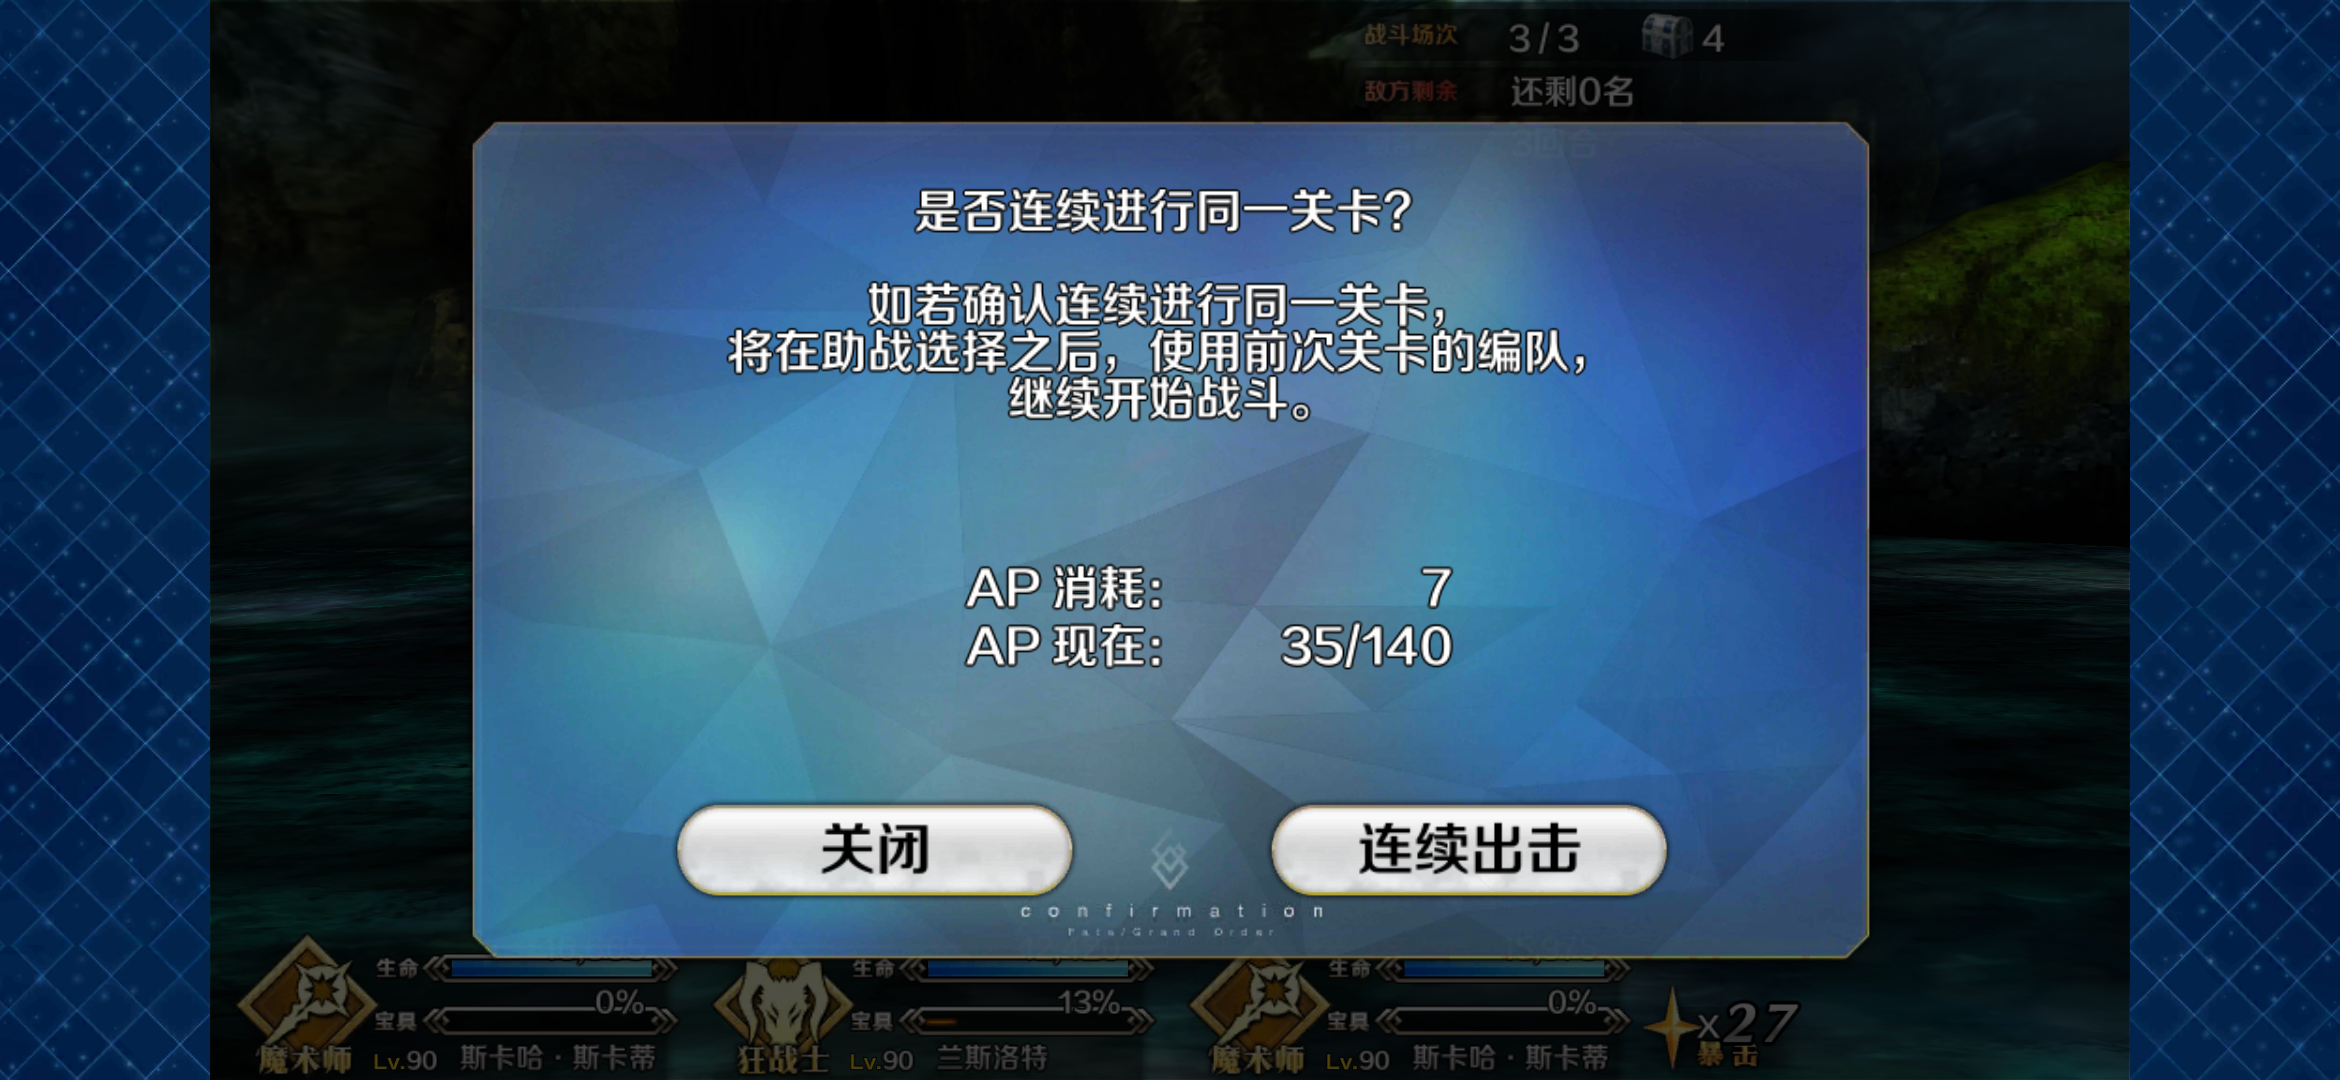 战斗场次 3/3 4
敌方剩余 还剩0名
3回合
是否连续进行同一关卡?
如若确认连续进行同一关卡,
将在助战选择之后, 使用前次关卡的编队,
继续开始战斗。
AP 消耗: 7
AP 现在: 35/140
关闭
连续出击
confirmation
Fate/Grand Order
生命 生命 生命
0% 13% 0%
宝具 宝具 宝具
x27
暴击
魔术师 Lv.90 斯卡哈·斯卡蒂 狂战士 Lv.90 兰斯洛特 魔术师 Lv.90 斯卡哈·斯卡蒂